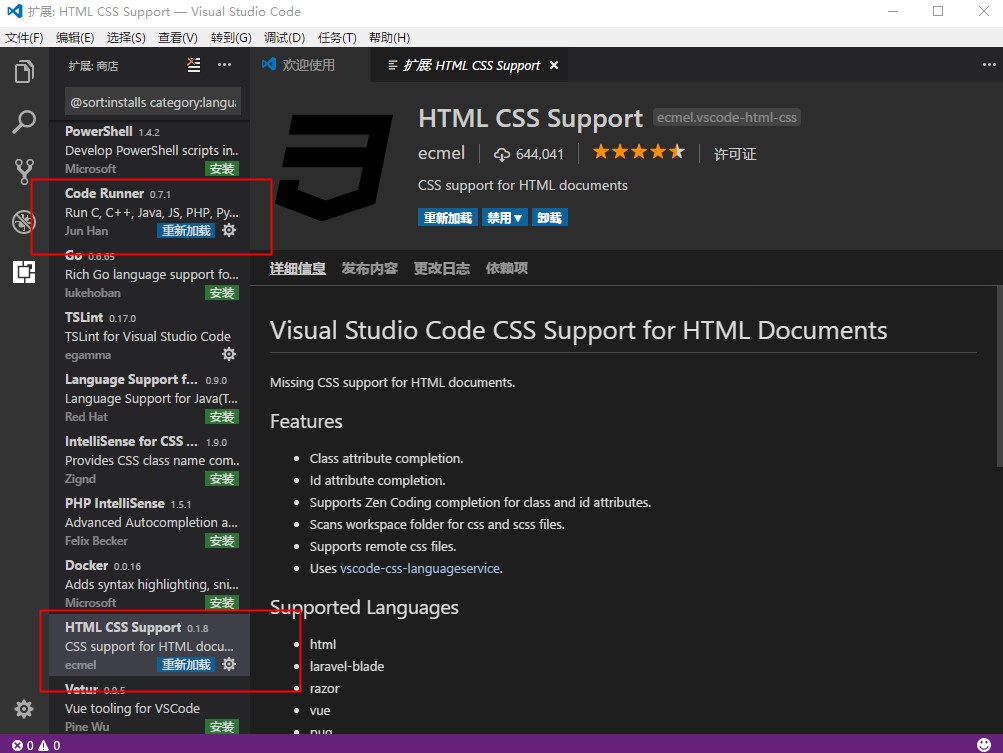 扩展: HTML CSS Support — Visual Studio Code
文件(F) 编辑(E) 选择(S) 查看(V) 转到(G) 调试(D) 任务(T) 帮助(H)
扩展: 商店
@sort:installs category:langua
PowerShell 1.4.2
Develop PowerShell scripts in...
Microsoft 安装
Code Runner 0.7.1
Run C, C++, Java, JS, PHP, Py...
Jun Han 重新加载
Go 0.6.65
Rich Go language support fo...
lukehoban 安装
TSLint 0.17.0
TSLint for Visual Studio Code
egamma
Language Support f... 0.9.0
Language Support for Java(T...
Red Hat 安装
IntelliSense for CSS ... 1.9.0
Provides CSS class name com...
Zignd 安装
PHP IntelliSense 1.5.1
Advanced Autocompletion a...
Felix Becker 安装
Docker 0.0.16
Adds syntax highlighting, sni...
Microsoft 安装
HTML CSS Support 0.1.8
CSS support for HTML docu...
ecmel 重新加载
Vetur 0.9.5
Vue tooling for VSCode
Pine Wu 安装
欢迎使用
扩展: HTML CSS Support
HTML CSS Support ecmel.vscode-html-css
ecmel 644,041 许可证
CSS support for HTML documents
重新加载 禁用▼ 卸载
详细信息 发布内容 更改日志 依赖项
Visual Studio Code CSS Support for HTML Documents
Missing CSS support for HTML documents.
Features
• Class attribute completion.
• Id attribute completion.
• Supports Zen Coding completion for class and id attributes.
• Scans workspace folder for css and scss files.
• Supports remote css files.
• Uses vscode-css-languageservice.
Supported Languages
• html
• laravel-blade
• razor
• vue
• pug
0 0